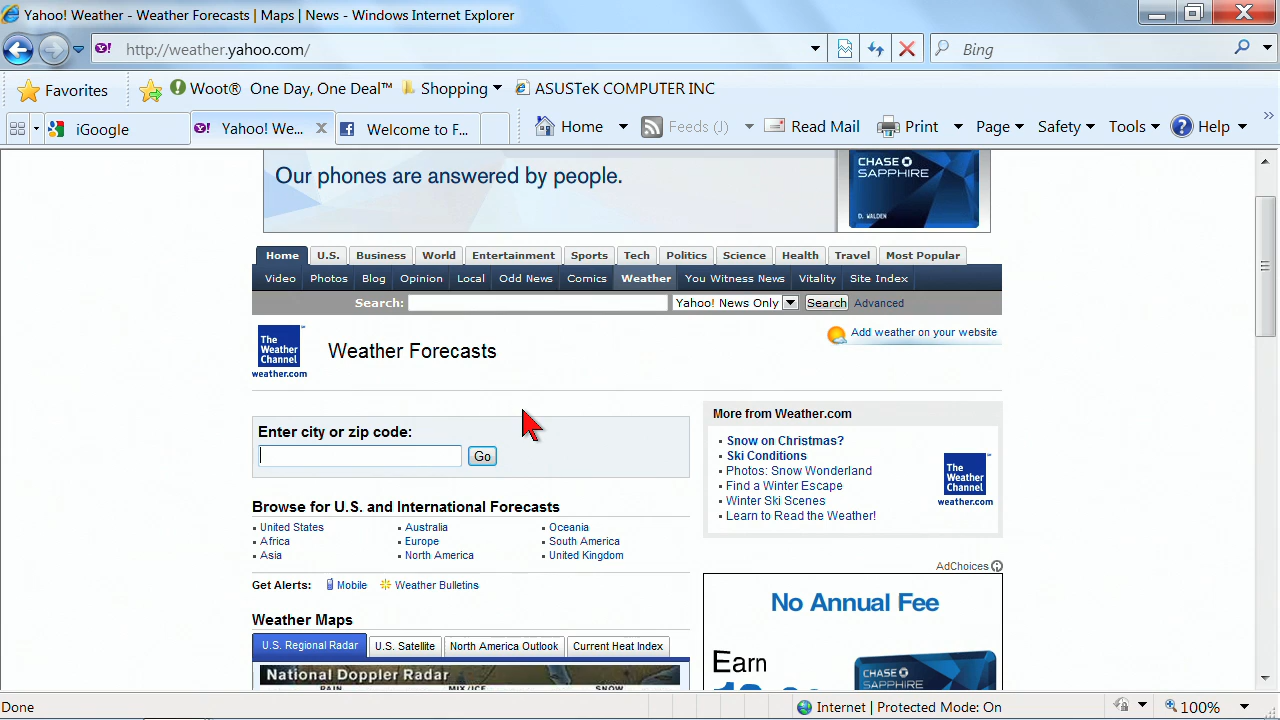 Yahoo! Weather - Weather Forecasts | Maps | News - Windows Internet Explorer
http://weather.yahoo.com/
Bing
Favorites
Woot® One Day, One Deal™
Shopping
ASUSTeK COMPUTER INC
iGoogle
Yahoo! We...
Welcome to F...
Home
Feeds (J)
Read Mail
Print
Page
Safety
Tools
Help
Our phones are answered by people.
CHASE
SAPPHIRE
D. WALDEN
Home U.S. Business World Entertainment Sports Tech Politics Science Health Travel Most Popular
Video Photos Blog Opinion Local Odd News Comics Weather You Witness News Vitality Site Index
Search: Yahoo! News Only Search Advanced
The
Weather
Channel
weather.com
Weather Forecasts
Add weather on your website
Enter city or zip code:
Go
More from Weather.com
Snow on Christmas?
Ski Conditions
Photos: Snow Wonderland
Find a Winter Escape
Winter Ski Scenes
Learn to Read the Weather!
The
Weather
Channel
weather.com
Browse for U.S. and International Forecasts
United States Australia Oceania
Africa Europe South America
Asia North America United Kingdom
Get Alerts: Mobile Weather Bulletins
AdChoices
Weather Maps
U.S. Regional Radar U.S. Satellite North America Outlook Current Heat Index
National Doppler Radar
RAIN MIX/ICE SNOW
No Annual Fee
Earn
CHASE
SAPPHIRE
Done
Internet | Protected Mode: On
100%